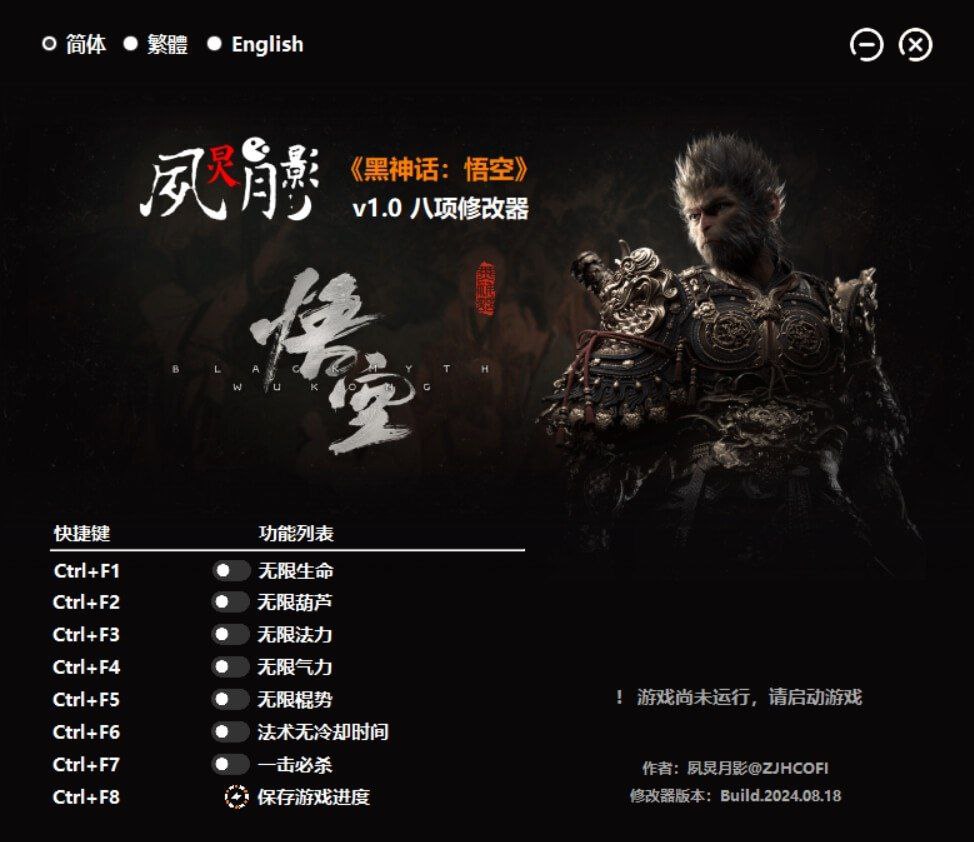 简体 繁體 English
夙炅月影
《黑神话：悟空》
v1.0 八项修改器
悟空
BLACK MYTH
WUKONG
快捷键 功能列表
Ctrl+F1 无限生命
Ctrl+F2 无限葫芦
Ctrl+F3 无限法力
Ctrl+F4 无限气力
Ctrl+F5 无限棍势
Ctrl+F6 法术无冷却时间
Ctrl+F7 一击必杀
Ctrl+F8 保存游戏进度
！ 游戏尚未运行，请启动游戏
作者：夙炅月影@ZJHCOFI
修改器版本：Build.2024.08.18